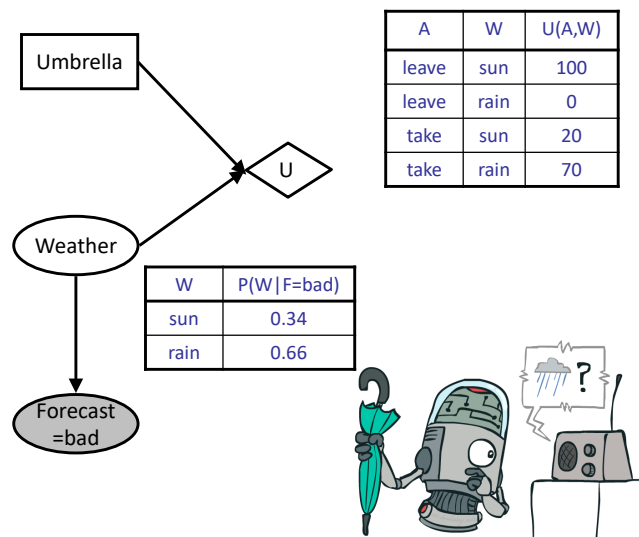 Umbrella
U
Weather
Forecast
=bad
A W U(A,W)
leave sun 100
leave rain 0
take sun 20
take rain 70
W P(W|F=bad)
sun 0.34
rain 0.66
?